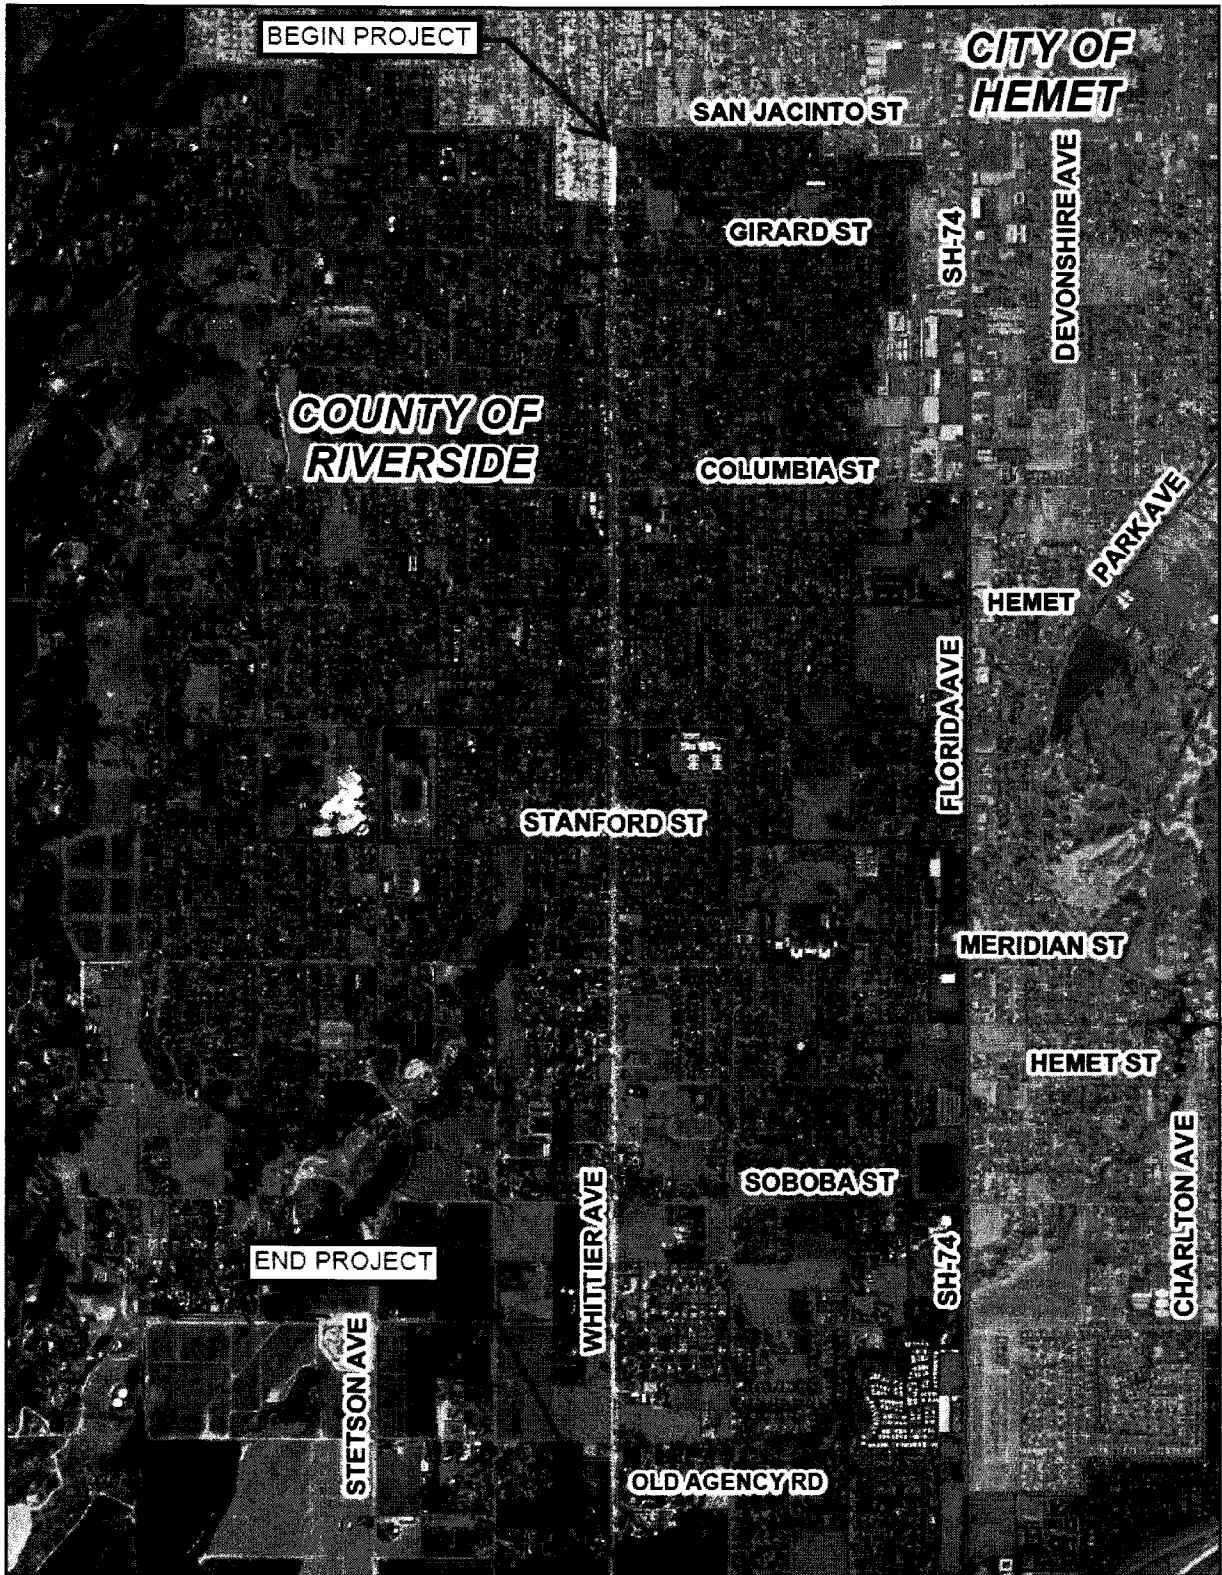 BEGIN PROJECT
CITY OF
HEMET
SAN JACINTO ST
DEVONSHIRE AVE
GIRARD ST
SH-74
COUNTY OF
RIVERSIDE
COLUMBIA ST
PARK AVE
HEMET
FLORIDA AVE
STANFORD ST
MERIDIAN ST
HEMET ST
CHARLTON AVE
SOBOBA ST
WHITTIER AVE
END PROJECT
SH-74
STETSON AVE
OLD AGENCY RD